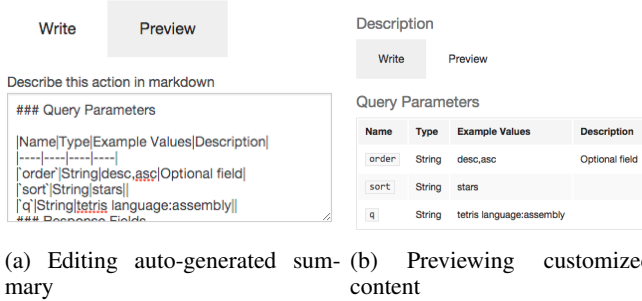 Write Preview
Describe this action in markdown
### Query Parameters
|Name|Type|Example Values|Description|
|----|----|----|----|
|`order`|String|desc,asc|Optional field|
|`sort`|String|stars||
|`q`|String|tetris language:assembly||
### Response Fields
(a) Editing auto-generated sum-
mary
Description
Write Preview
Query Parameters
Name Type Example Values Description
order String desc,asc Optional field
sort String stars
q String tetris language:assembly
(b) Previewing customized
content